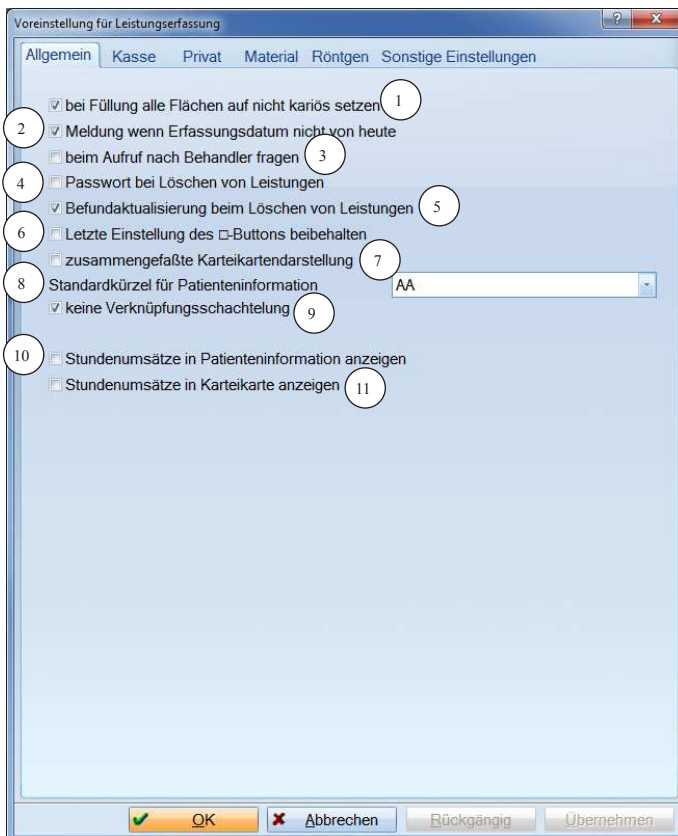 Voreinstellung für Leistungserfassung ? X
Allgemein Kasse Privat Material Röntgen Sonstige Einstellungen
bei Füllung alle Flächen auf nicht kariös setzen 1
2 Meldung wenn Erfassungsdatum nicht von heute
beim Aufruf nach Behandler fragen 3
4 Passwort bei Löschen von Leistungen
Befundaktualisierung beim Löschen von Leistungen 5
6 Letzte Einstellung des □-Buttons beibehalten
zusammengefaßte Karteikartendarstellung 7
8 Standardkürzel für Patienteninformation AA
keine Verknüpfungsschachtelung 9
10 Stundenumsätze in Patienteninformation anzeigen
Stundenumsätze in Karteikarte anzeigen 11
OK Abbrechen Rückgängig Übernehmen